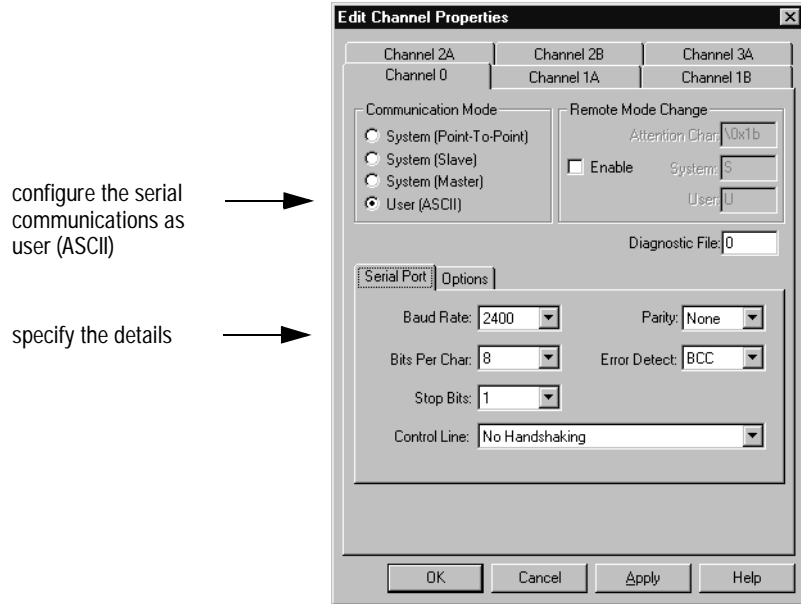 Edit Channel Properties
Channel 2A Channel 2B Channel 3A
Channel 0 Channel 1A Channel 1B
Communication Mode
System (Point-To-Point)
System (Slave)
System (Master)
User (ASCII)
Remote Mode Change
Attention Char: \0x1b
Enable
System: S
User: U
configure the serial
communications as
user (ASCII)
Diagnostic File: 0
Serial Port Options
specify the details
Baud Rate: 2400 Parity: None
Bits Per Char: 8 Error Detect: BCC
Stop Bits: 1
Control Line: No Handshaking
OK Cancel Apply Help